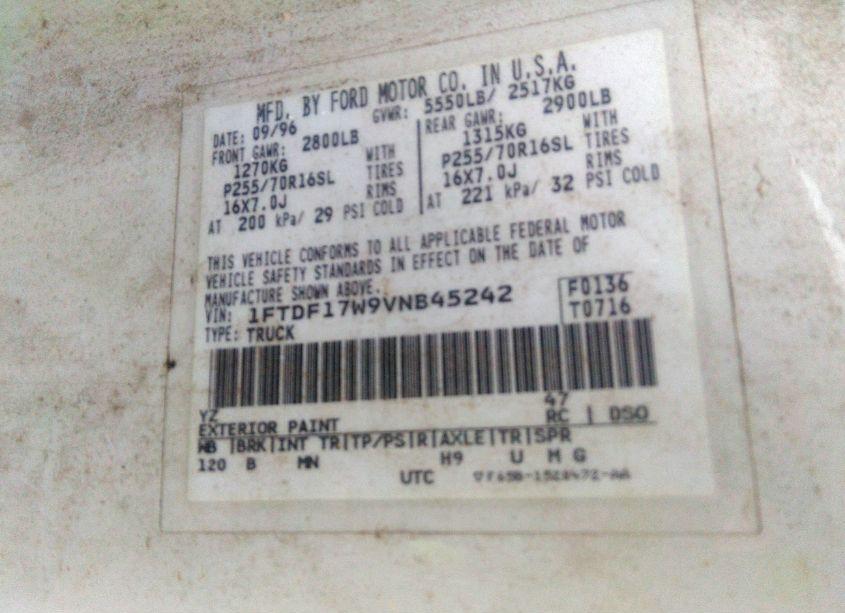 MFD. BY FORD MOTOR CO. IN U.S.A.
DATE: 09/96 GVWR: 5550LB/ 2517KG
FRONT GAWR: 2800LB REAR GAWR: 2900LB
1270KG WITH 1315KG WITH
P255/70R16SL TIRES P255/70R16SL TIRES
16X7.0J RIMS 16X7.0J RIMS
AT 200 kPa/ 29 PSI COLD AT 221 kPa/ 32 PSI COLD
THIS VEHICLE CONFORMS TO ALL APPLICABLE FEDERAL MOTOR
VEHICLE SAFETY STANDARDS IN EFFECT ON THE DATE OF
MANUFACTURE SHOWN ABOVE.
VIN: 1FTDF17W9VNB45242 F0136
TYPE: TRUCK T0716
YZ 47
EXTERIOR PAINT RC | DSO
WB |BRK|INT TR|TP/PS|R|AXLE|TR|SPR
120 B MN H9 U M G
UTC